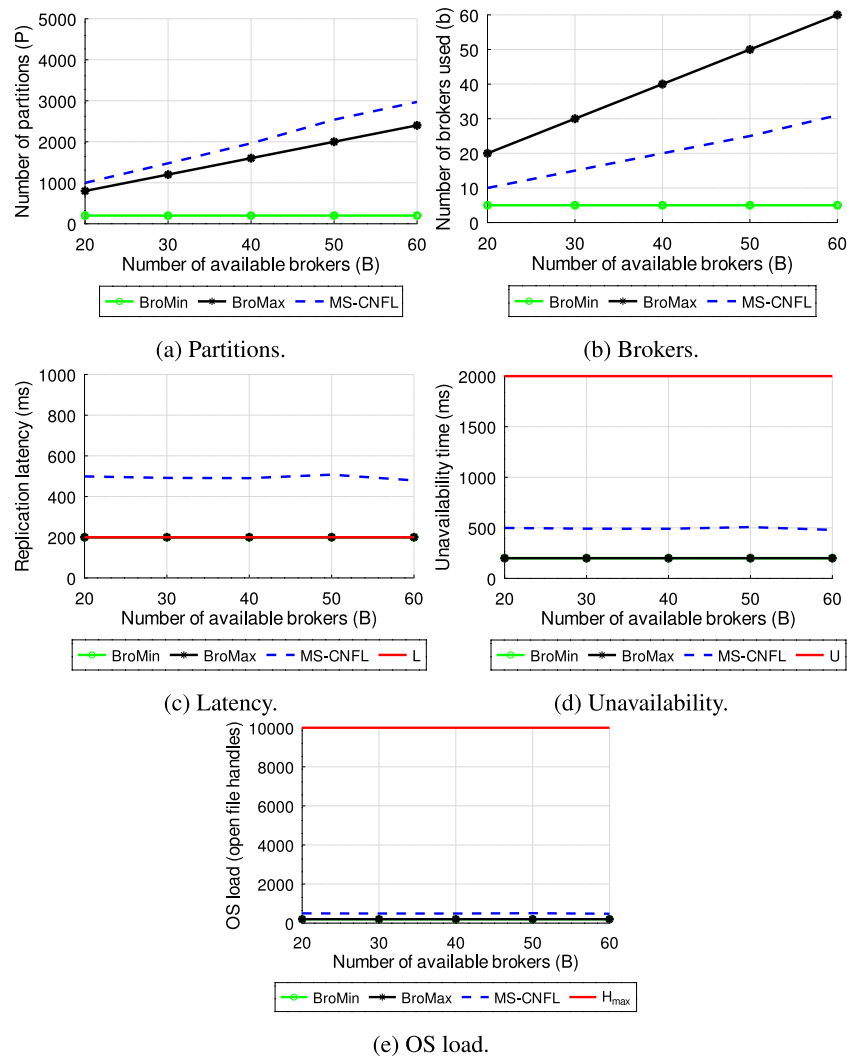 Number of partitions (P)
5000
4000
3000
2000
1000
0
20 30 40 50 60
Number of available brokers (B)
BroMin BroMax MS-CNFL
(a) Partitions.
Number of brokers used (b)
60
50
40
30
20
10
0
20 30 40 50 60
Number of available brokers (B)
BroMin BroMax MS-CNFL
(b) Brokers.
Replication latency (ms)
1000
800
600
400
200
0
20 30 40 50 60
Number of available brokers (B)
BroMin BroMax MS-CNFL L
(c) Latency.
Unavailability time (ms)
2000
1500
1000
500
0
20 30 40 50 60
Number of available brokers (B)
BroMin BroMax MS-CNFL U
(d) Unavailability.
OS load (open file handles)
10000
8000
6000
4000
2000
0
20 30 40 50 60
Number of available brokers (B)
BroMin BroMax MS-CNFL Hmax
(e) OS load.